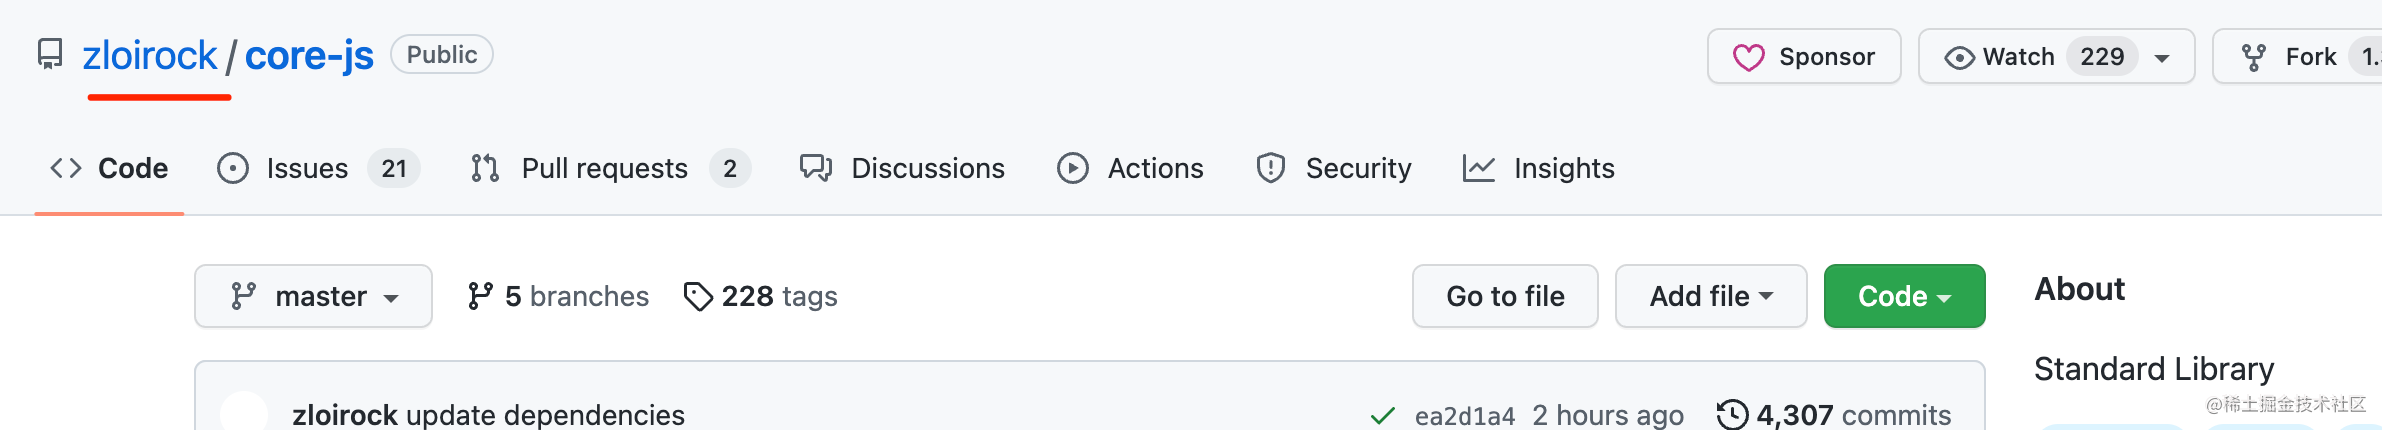 zloirock / core-js Public Sponsor Watch 229 Fork
Code Issues 21 Pull requests 2 Discussions Actions Security Insights
master 5 branches 228 tags Go to file Add file Code About
Standard Library
zloirock update dependencies ea2d1a4 2 hours ago 4,307 commits
@稀土掘金技术社区